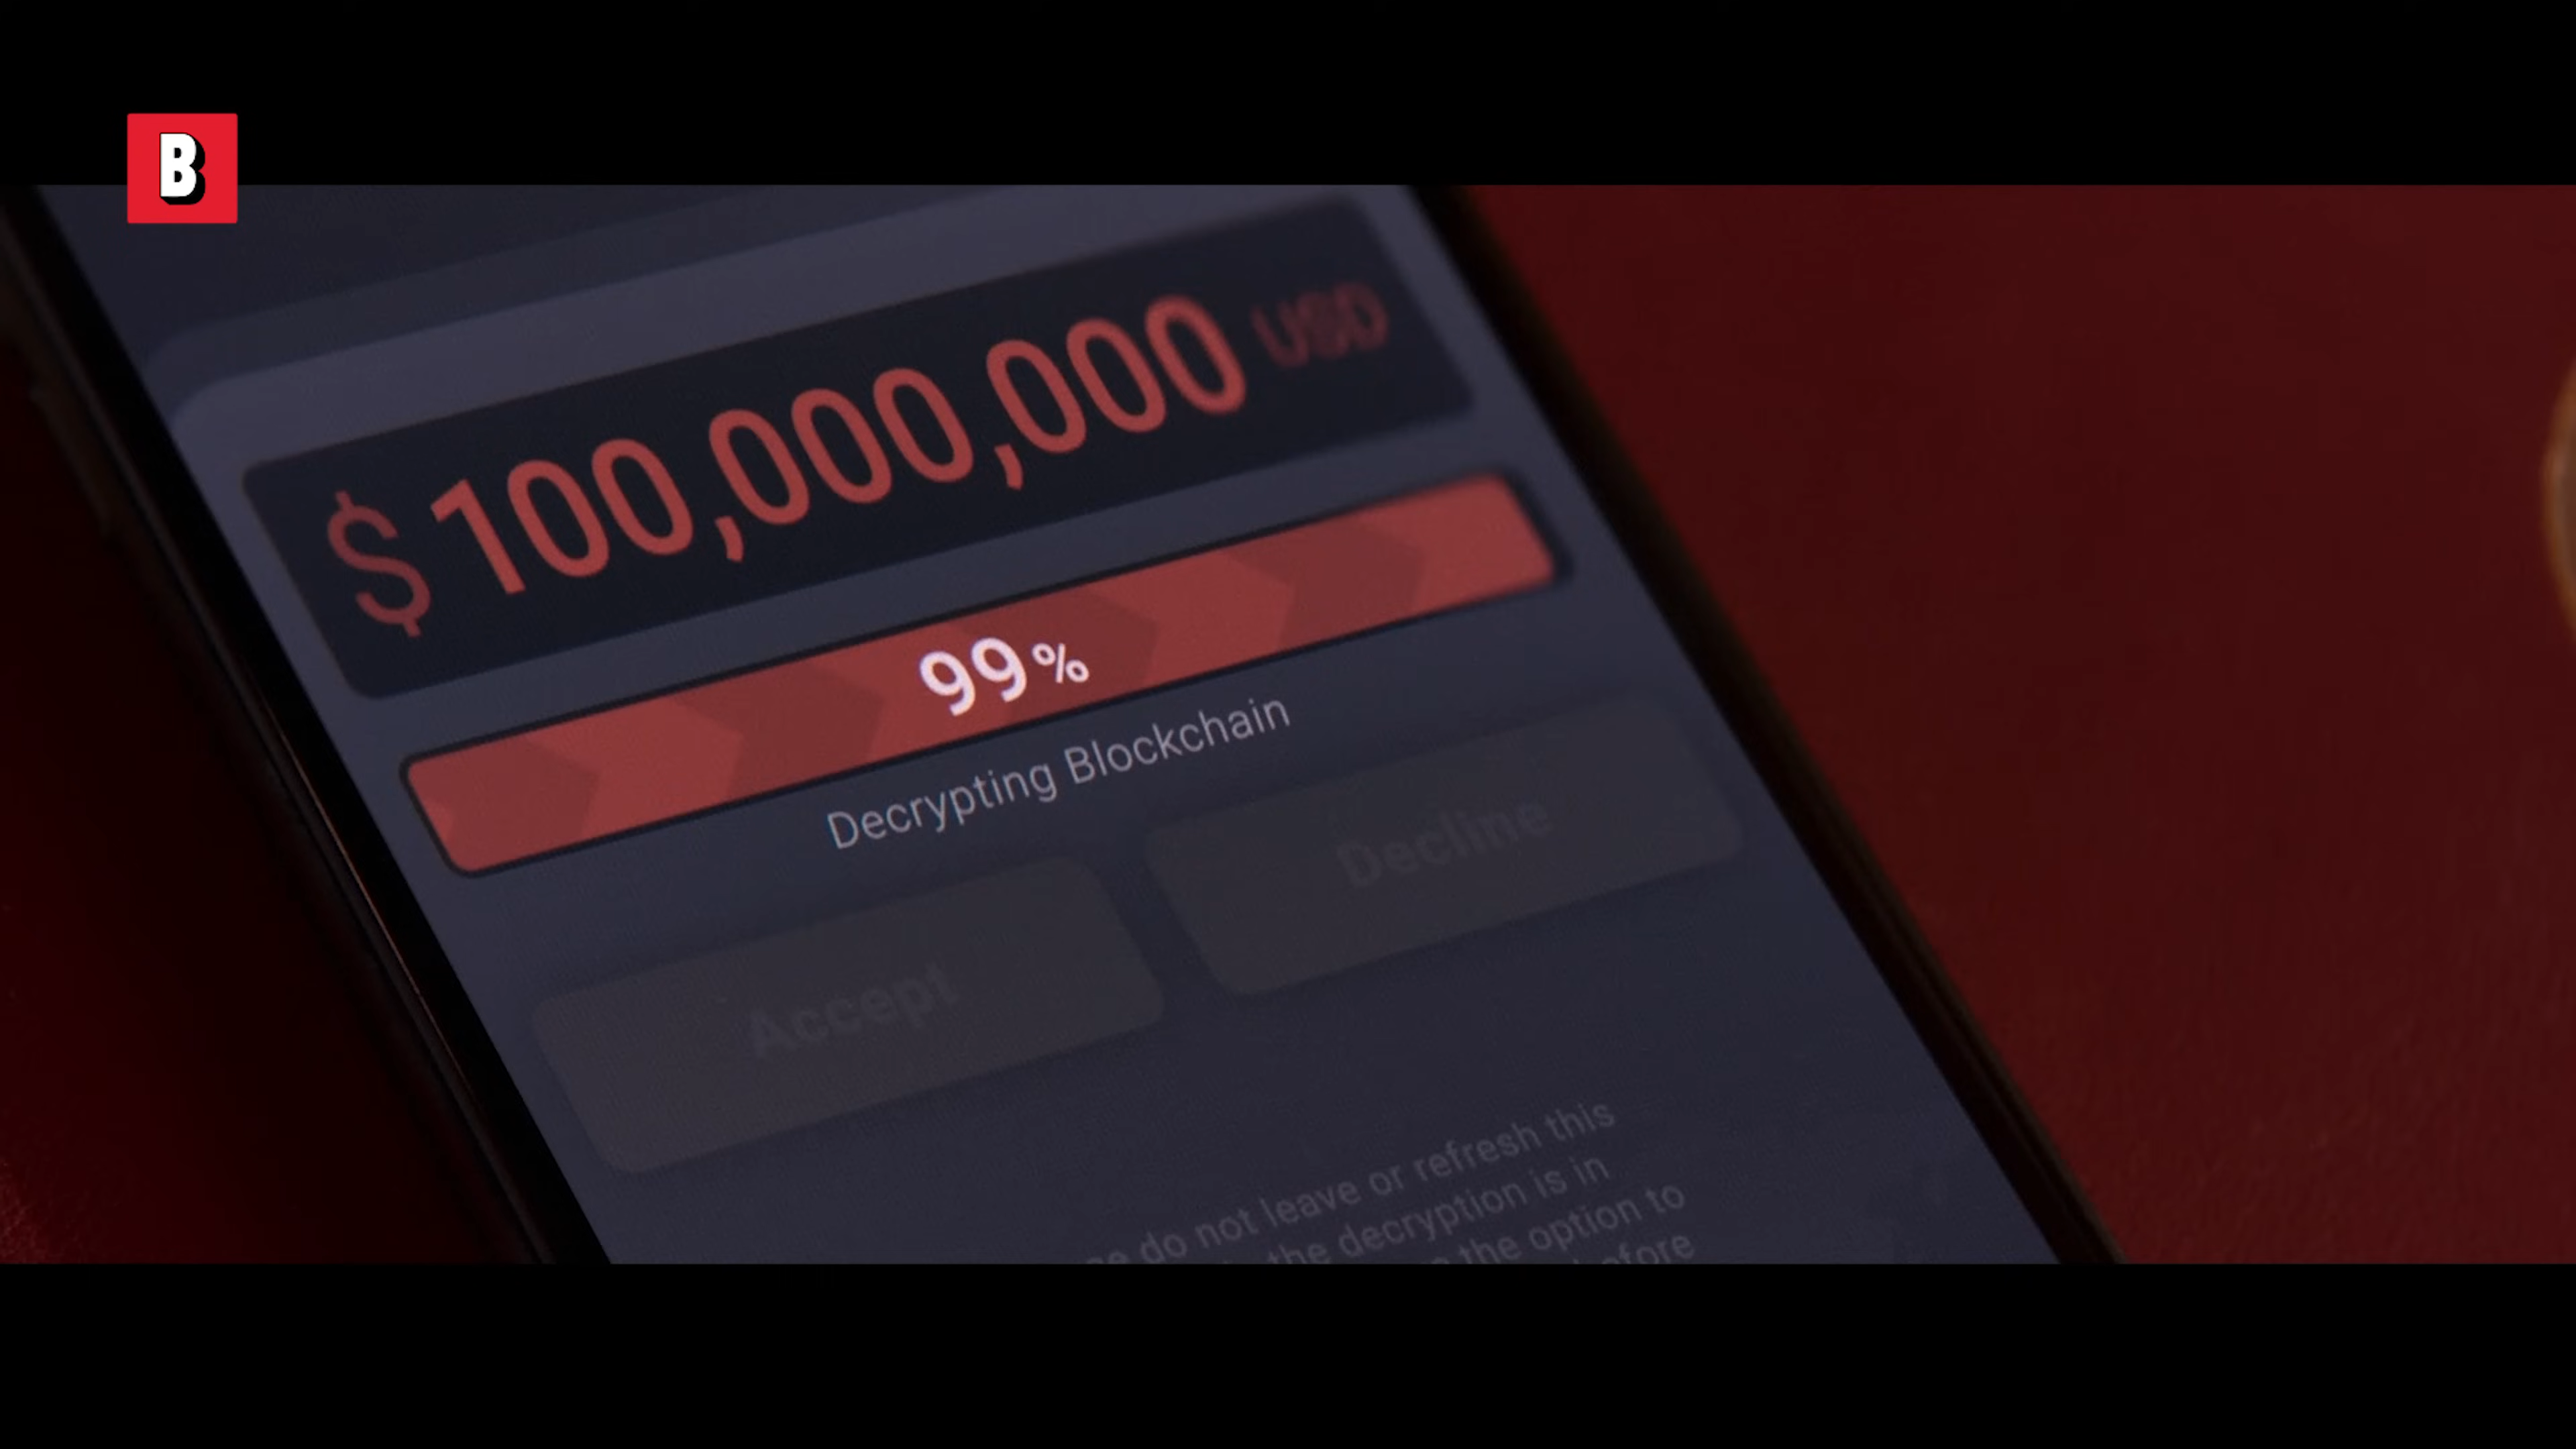 B
$100,000,000 USD
99%
Decrypting Blockchain
Accept
Decline
do not leave or refresh this
the decryption is in
the option to
before